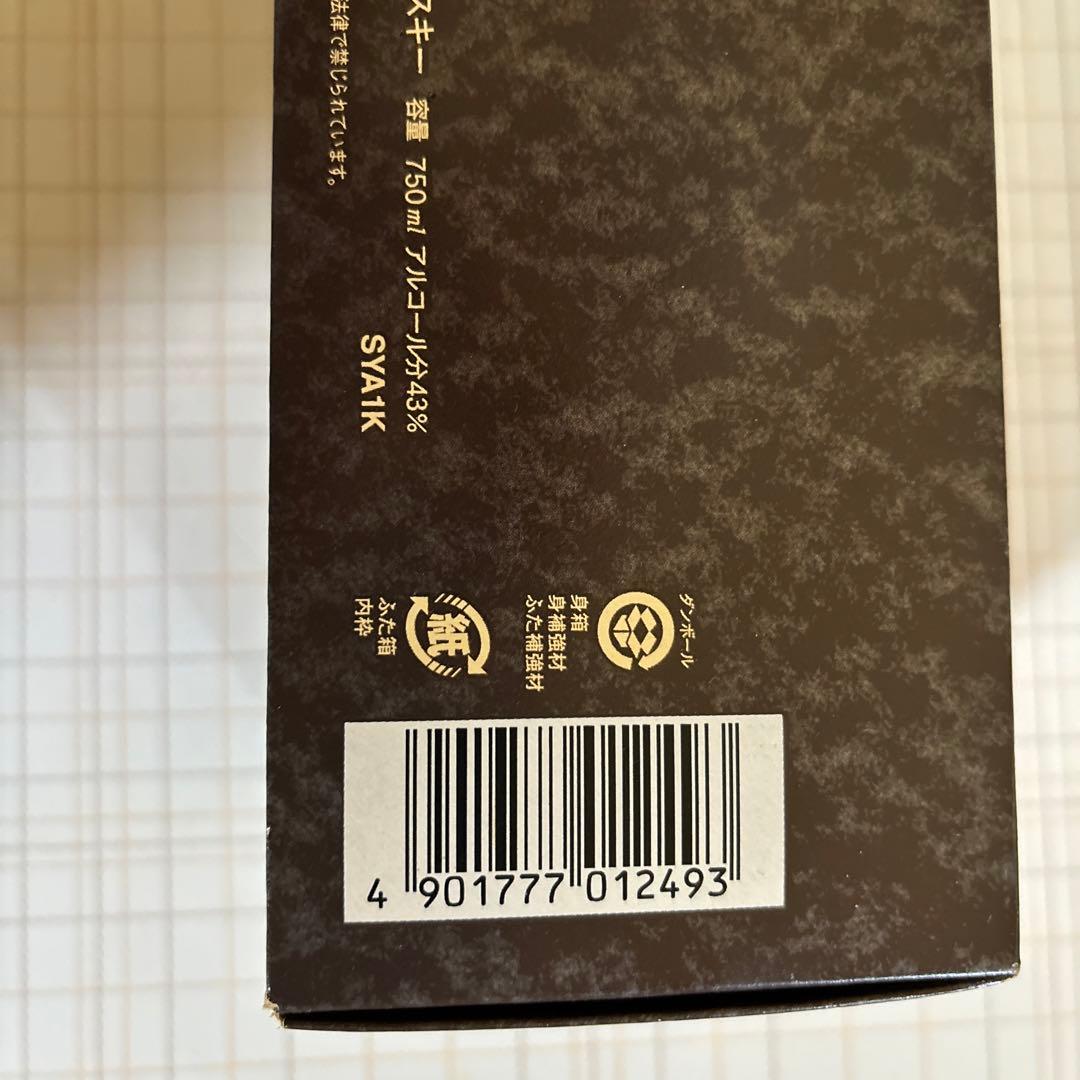 スキー 容量 750ml アルコール分43%
法律で禁じられています。
SYA1K
ダンボール
身箱
身補強材
ふた補強材
紙
ふた箱
内枠
4 901777 012493